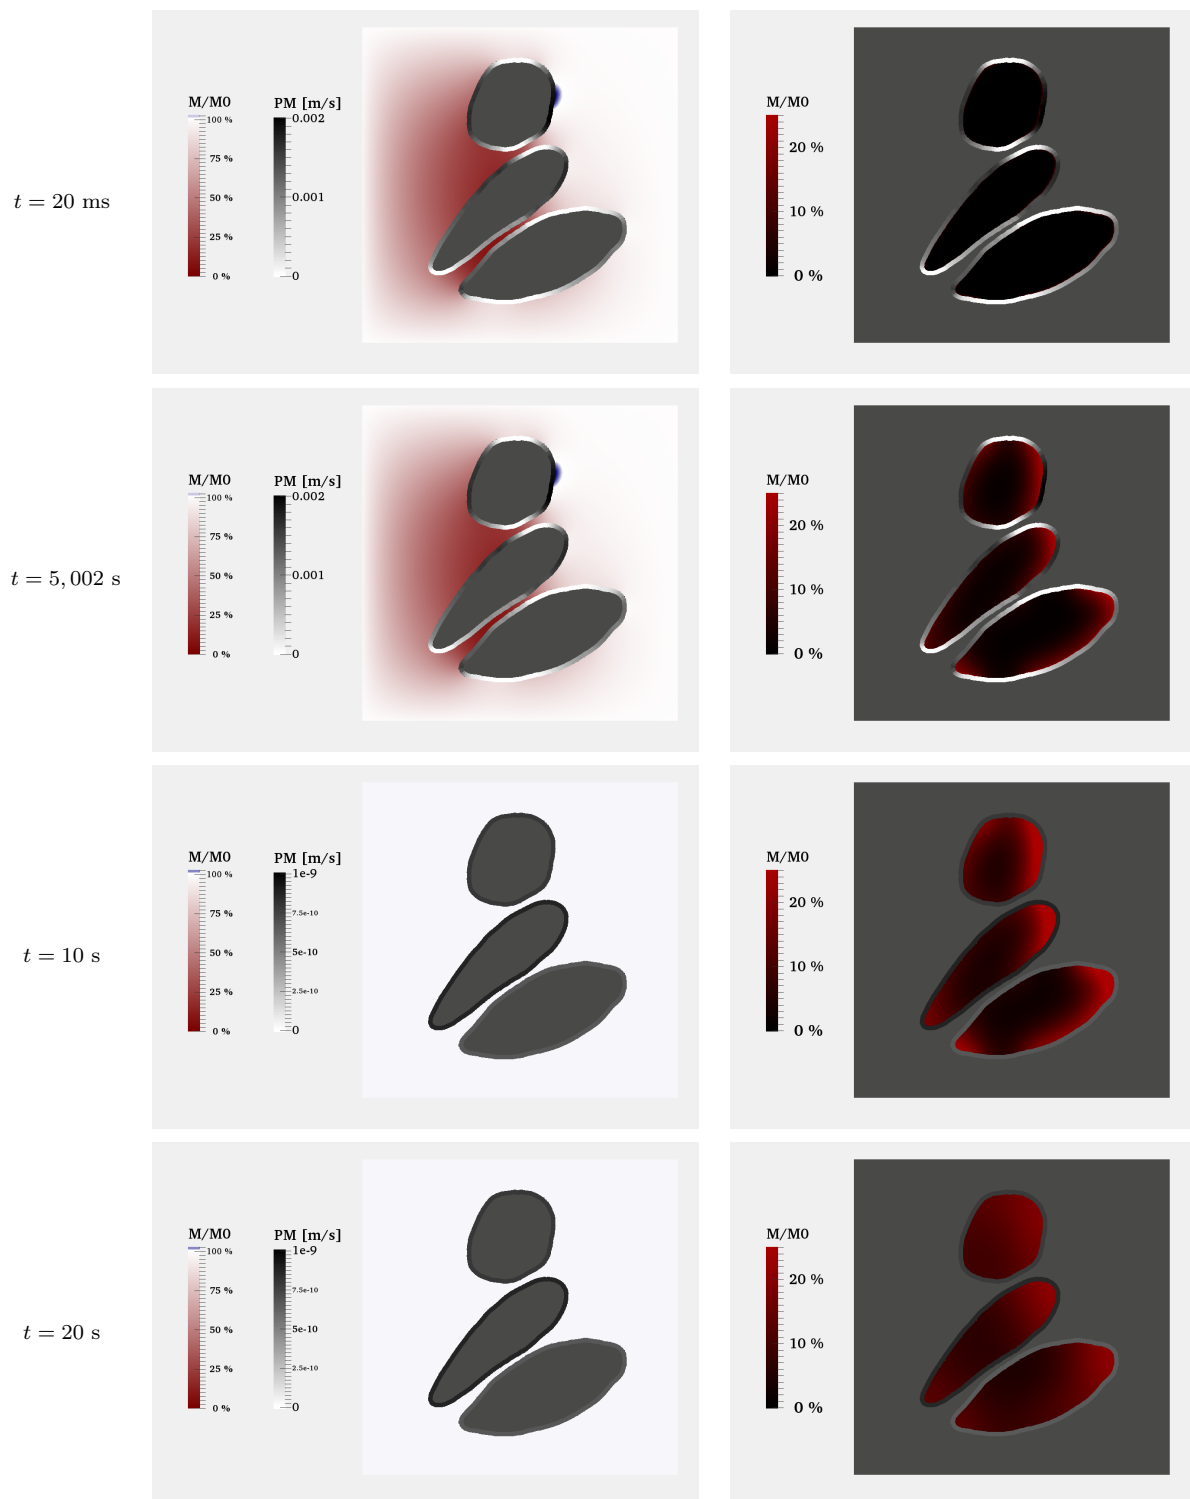 M/M0 PM [m/s] M/M0
100 % 0.002
75 % 20 %
t = 20 ms 50 % 0.001
25 % 10 %
0 % 0 0 %
M/M0 PM [m/s] M/M0
100 % 0.002
75 % 20 %
t = 5, 002 s 50 % 0.001
25 % 10 %
0 % 0 0 %
M/M0 PM [m/s] M/M0
100 % 1e-9
75 % 7.5e-10 20 %
t = 10 s 50 % 5e-10
25 % 2.5e-10 10 %
0 % 0 0 %
M/M0 PM [m/s] M/M0
100 % 1e-9
75 % 7.5e-10 20 %
t = 20 s 50 % 5e-10
25 % 2.5e-10 10 %
0 % 0 0 %